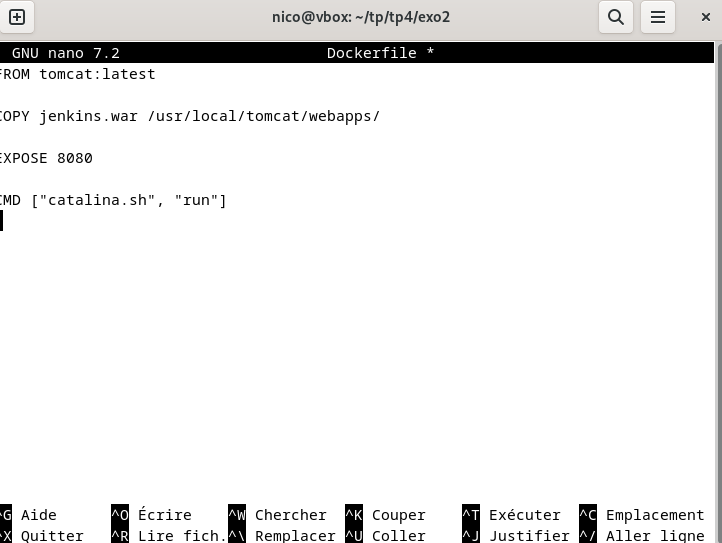 nico@vbox: ~/tp/tp4/exo2
GNU nano 7.2 Dockerfile *
FROM tomcat:latest
COPY jenkins.war /usr/local/tomcat/webapps/
EXPOSE 8080
CMD ["catalina.sh", "run"]
^G Aide ^O Écrire ^W Chercher ^K Couper ^T Exécuter ^C Emplacement
^X Quitter ^R Lire fich. ^\ Remplacer ^U Coller ^J Justifier ^/ Aller ligne